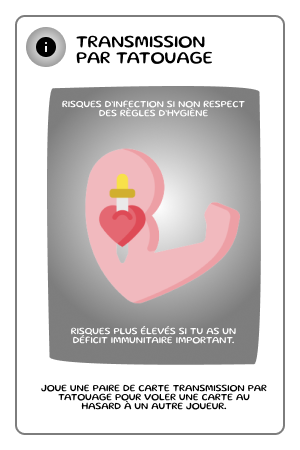 i
TRANSMISSION
PAR TATOUAGE
RISQUES D'INFECTION SI NON RESPECT
DES RÈGLES D'HYGIÈNE
RISQUES PLUS ÉLEVÉS SI TU AS UN
DÉFICIT IMMUNITAIRE IMPORTANT.
JOUE UNE PAIRE DE CARTE TRANSMISSION PAR
TATOUAGE POUR VOLER UNE CARTE AU
HASARD À UN AUTRE JOUEUR.